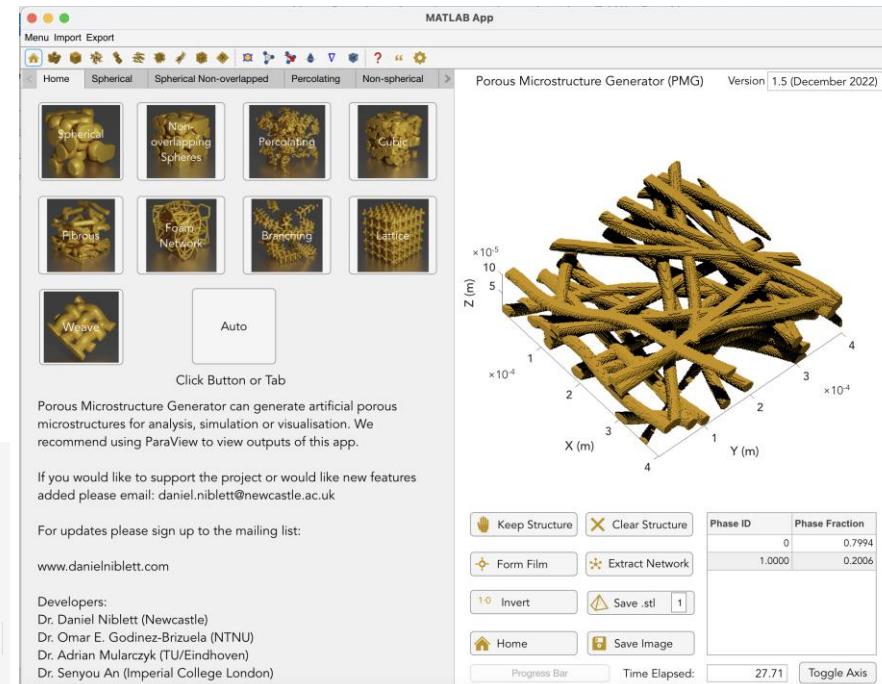 MATLAB App
Menu Import Export
? “
Home Spherical Spherical Non-overlapped Percolating Non-spherical
Spherical
Non-
overlapping
Spheres
Percolating
Cubic
Fibrous
Foam
Network
Branching
Lattice
Weave
Auto
Click Button or Tab
Porous Microstructure Generator can generate artificial porous
microstructures for analysis, simulation or visualisation. We
recommend using ParaView to view outputs of this app.
If you would like to support the project or would like new features
added please email: daniel.niblett@newcastle.ac.uk
For updates please sign up to the mailing list:
www.danielniblett.com
Developers:
Dr. Daniel Niblett (Newcastle)
Dr. Omar E. Godinez-Brizuela (NTNU)
Dr. Adrian Mularczyk (TU/Eindhoven)
Dr. Senyou An (Imperial College London)
Porous Microstructure Generator (PMG) Version 1.5 (December 2022)
×10-5
10
5
Z (m)
1
×10-4
2
3
4
X (m)
1
2
3
4
×10-4
Y (m)
Keep Structure Clear Structure
Form Film Extract Network
1-0 Invert Save .stl 1
Home Save Image
Phase ID Phase Fraction
0 0.7994
1.0000 0.2006
Progress Bar Time Elapsed: 27.71 Toggle Axis